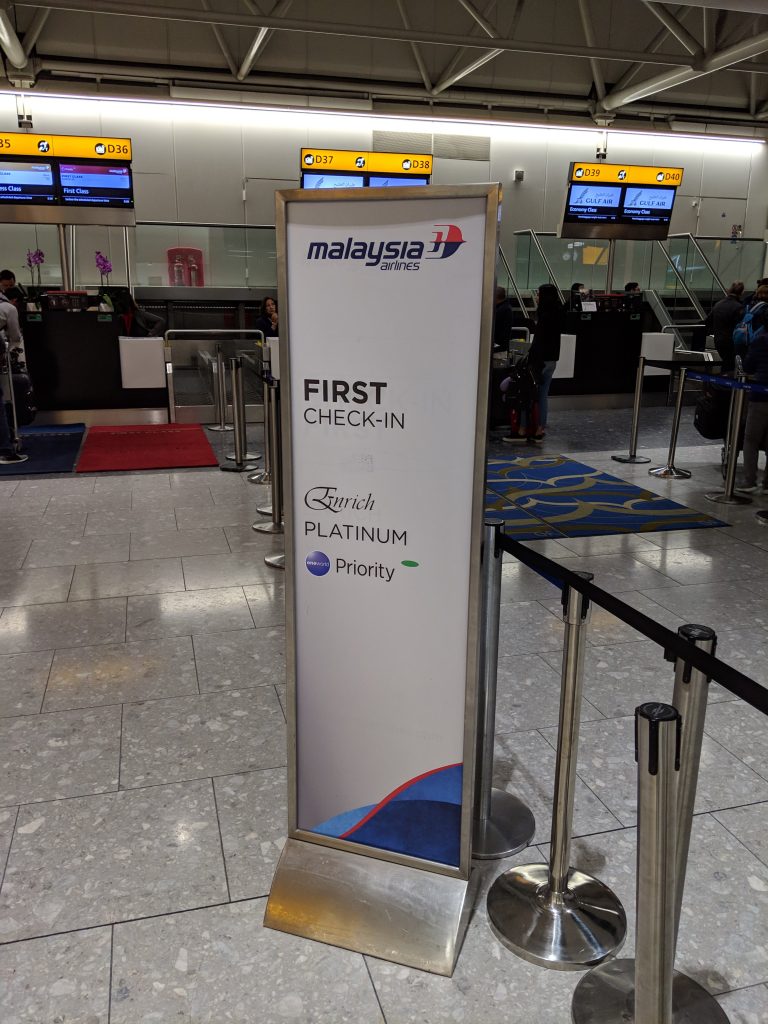 D36
First Class
D37
D38
D39
D40
GULF AIR
GULF AIR
Economy Class
Economy Class
malaysia
airlines
FIRST
CHECK-IN
Enrich
PLATINUM
oneworld Priority